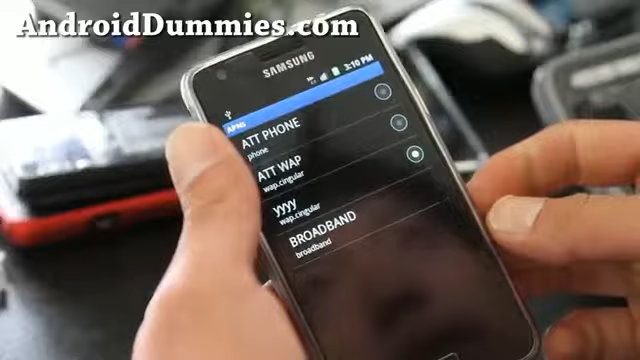 AndroidDummies.com
SAMSUNG
3:10 PM
APNS
ATT PHONE
phone
ATT WAP
wap.cingular
yyyy
wap.cingular
BROADBAND
broadband